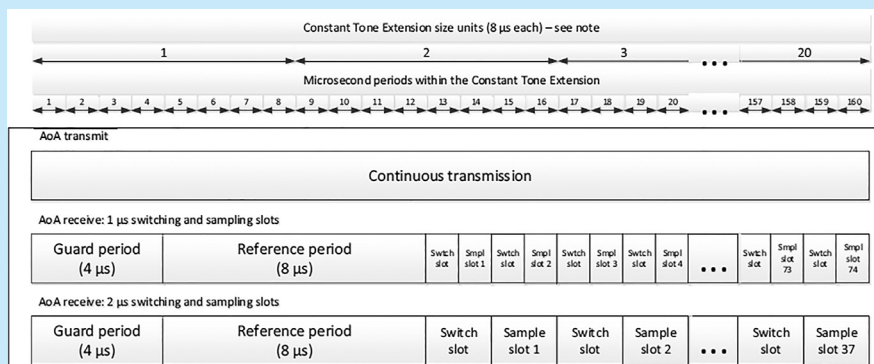 Constant Tone Extension size units (8 µs each) – see note
1 2 3 ... 20
Microsecond periods within the Constant Tone Extension
1 2 3 4 5 6 7 8 9 10 11 12 13 14 15 16 17 18 19 20 ... 157 158 159 160
AoA transmit
Continuous transmission
AoA receive: 1 µs switching and sampling slots
Guard period
(4 µs)
Reference period
(8 µs)
Swtch
slot
Smpl
slot 1
Swtch
slot
Smpl
slot 2
Swtch
slot
Smpl
slot 3
Swtch
slot
Smpl
slot 4
...
Swtch
slot
Smpl
slot
73
Swtch
slot
Smpl
slot
74
AoA receive: 2 µs switching and sampling slots
Guard period
(4 µs)
Reference period
(8 µs)
Switch
slot
Sample
slot 1
Switch
slot
Sample
slot 2
...
Switch
slot
Sample
slot 37